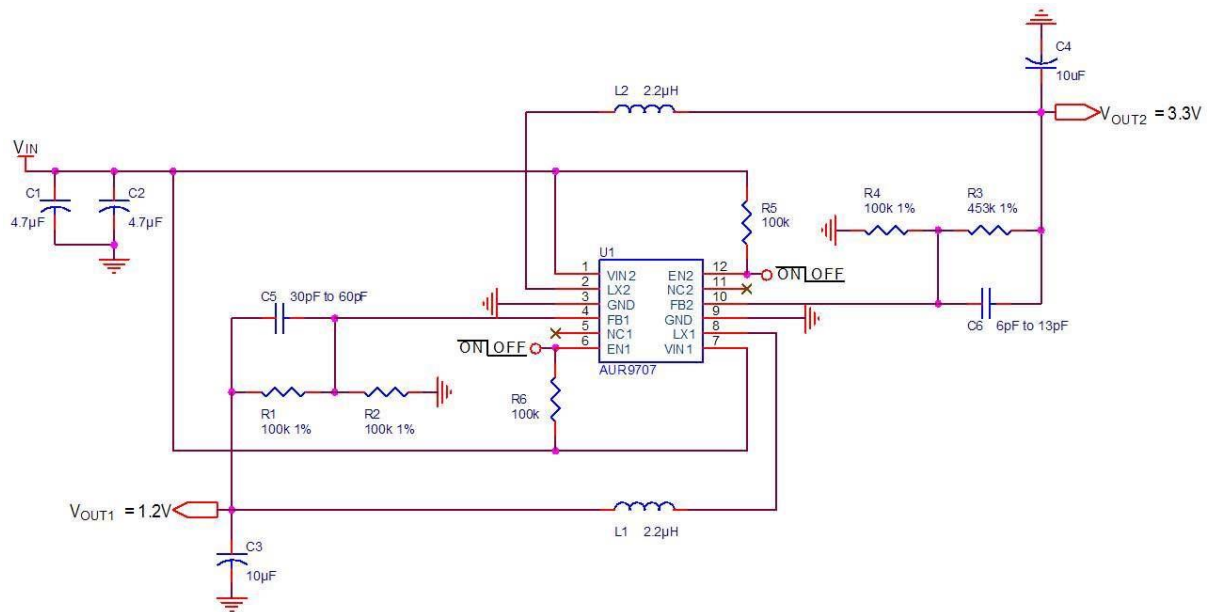 C4
10uF
L2 2.2µH
VOUT2 = 3.3V
VIN
C1
4.7µF
C2
4.7µF
R5
100k
R4
100k 1%
R3
453k 1%
U1
1 VIN2 EN2 12
2 LX2 NC2 11
3 GND FB2 10
4 FB1 GND 9
5 NC1 LX1 8
6 EN1 VIN1 7
AUR9707
ON OFF
C6 6pF to 13pF
C5 30pF to 60pF
ON OFF
R1
100k 1%
R2
100k 1%
R6
100k
VOUT1 = 1.2V
L1 2.2µH
C3
10µF